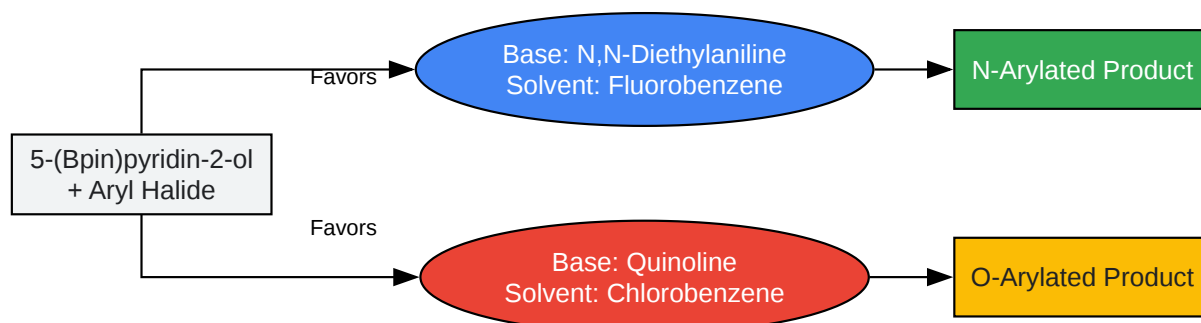 Base: N,N-Diethylaniline
Solvent: Fluorobenzene
N-Arylated Product
Favors
5-(Bpin)pyridin-2-ol
+ Aryl Halide
Favors
Base: Quinoline
Solvent: Chlorobenzene
O-Arylated Product